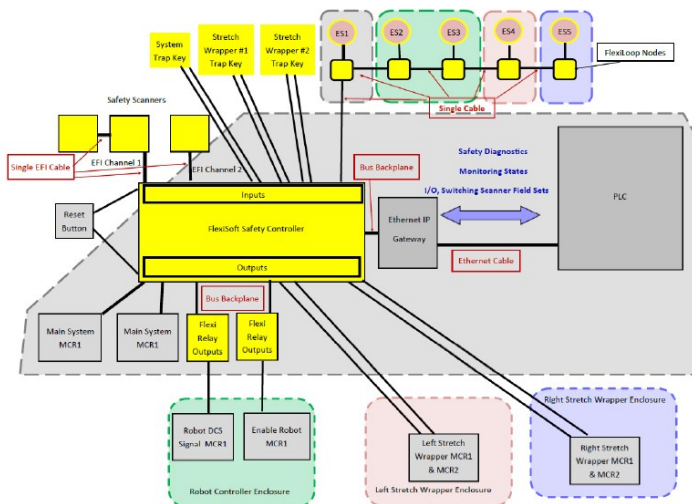 System
Trap Key
Stretch
Wrapper #1
Trap Key
Stretch
Wrapper #2
Trap Key
ES1
ES2
ES3
ES4
ES5
FlexiLoop Nodes
Single Cable
Safety Scanners
Single EFI Cable
EFI Channel 1
EFI Channel 2
Reset
Button
Inputs
FlexiSoft Safety Controller
Outputs
Bus Backplane
Ethernet IP
Gateway
Safety Diagnostics
Monitoring States
I/O, Switching Scanner Field Sets
Ethernet Cable
PLC
Main System
MCR1
Main System
MCR1
Bus Backplane
Flexi
Relay
Outputs
Flexi
Relay
Outputs
Robot DCS
Signal MCR1
Enable Robot
MCR1
Robot Controller Enclosure
Left Stretch
Wrapper MCR1
& MCR2
Left Stretch Wrapper Enclosure
Right Stretch Wrapper Enclosure
Right Stretch
Wrapper MCR1
& MCR2